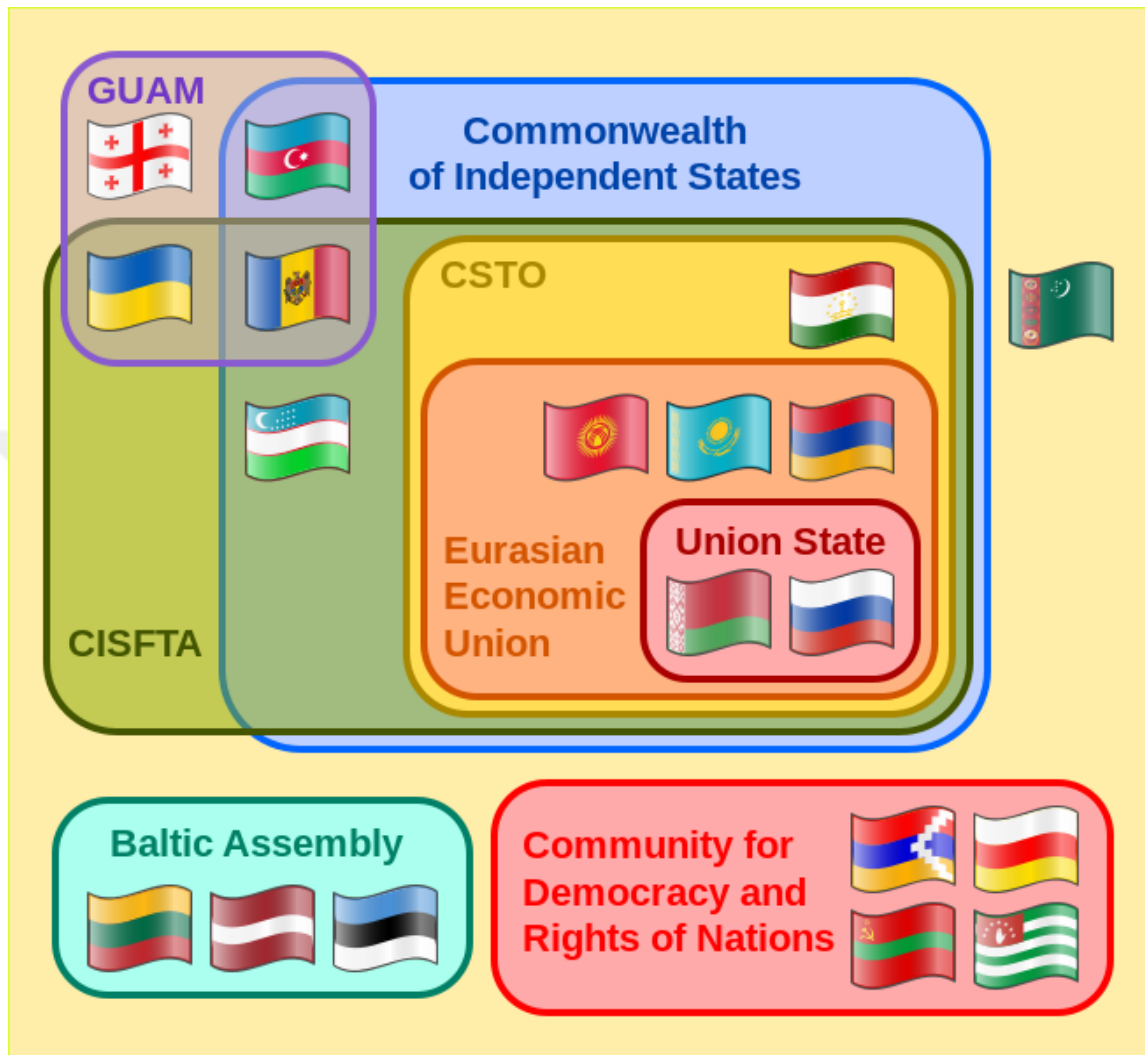 GUAM
Commonwealth
of Independent States
CSTO
Eurasian
Economic
Union
Union State
CISFTA
Baltic Assembly
Community for
Democracy and
Rights of Nations